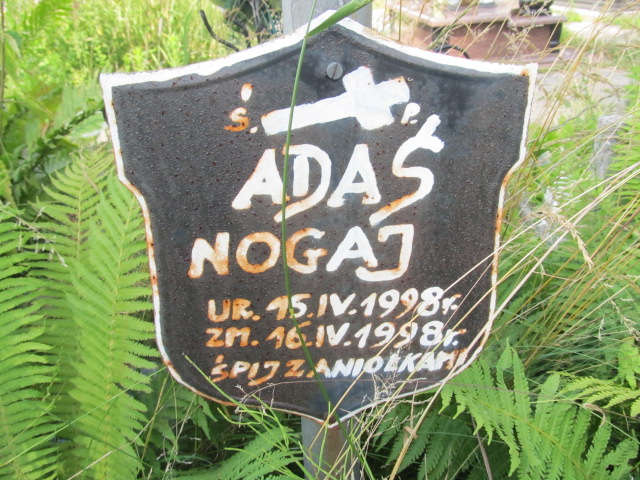 Ś. P.
ADAŚ
NOGAJ
UR. 15.IV.1998r.
ZM. 16.IV.1998r.
ŚPIJ Z ANIOŁKAMI